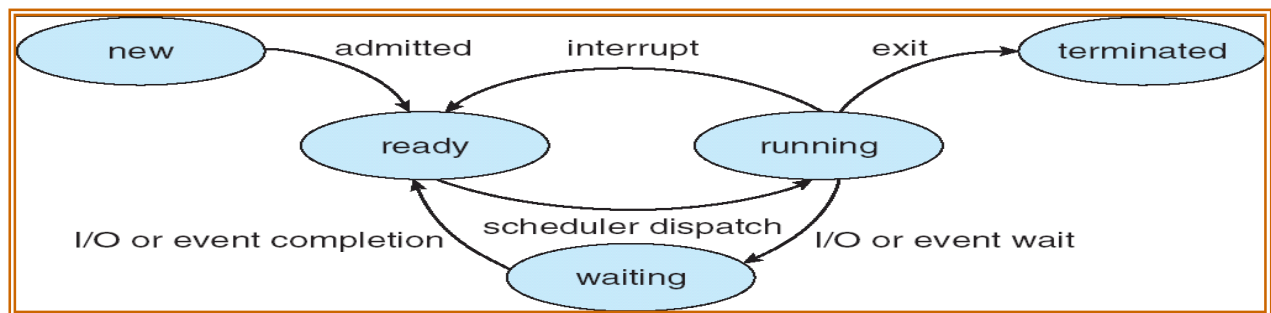 new
admitted
interrupt
exit
terminated
ready
running
scheduler dispatch
I/O or event completion
I/O or event wait
waiting